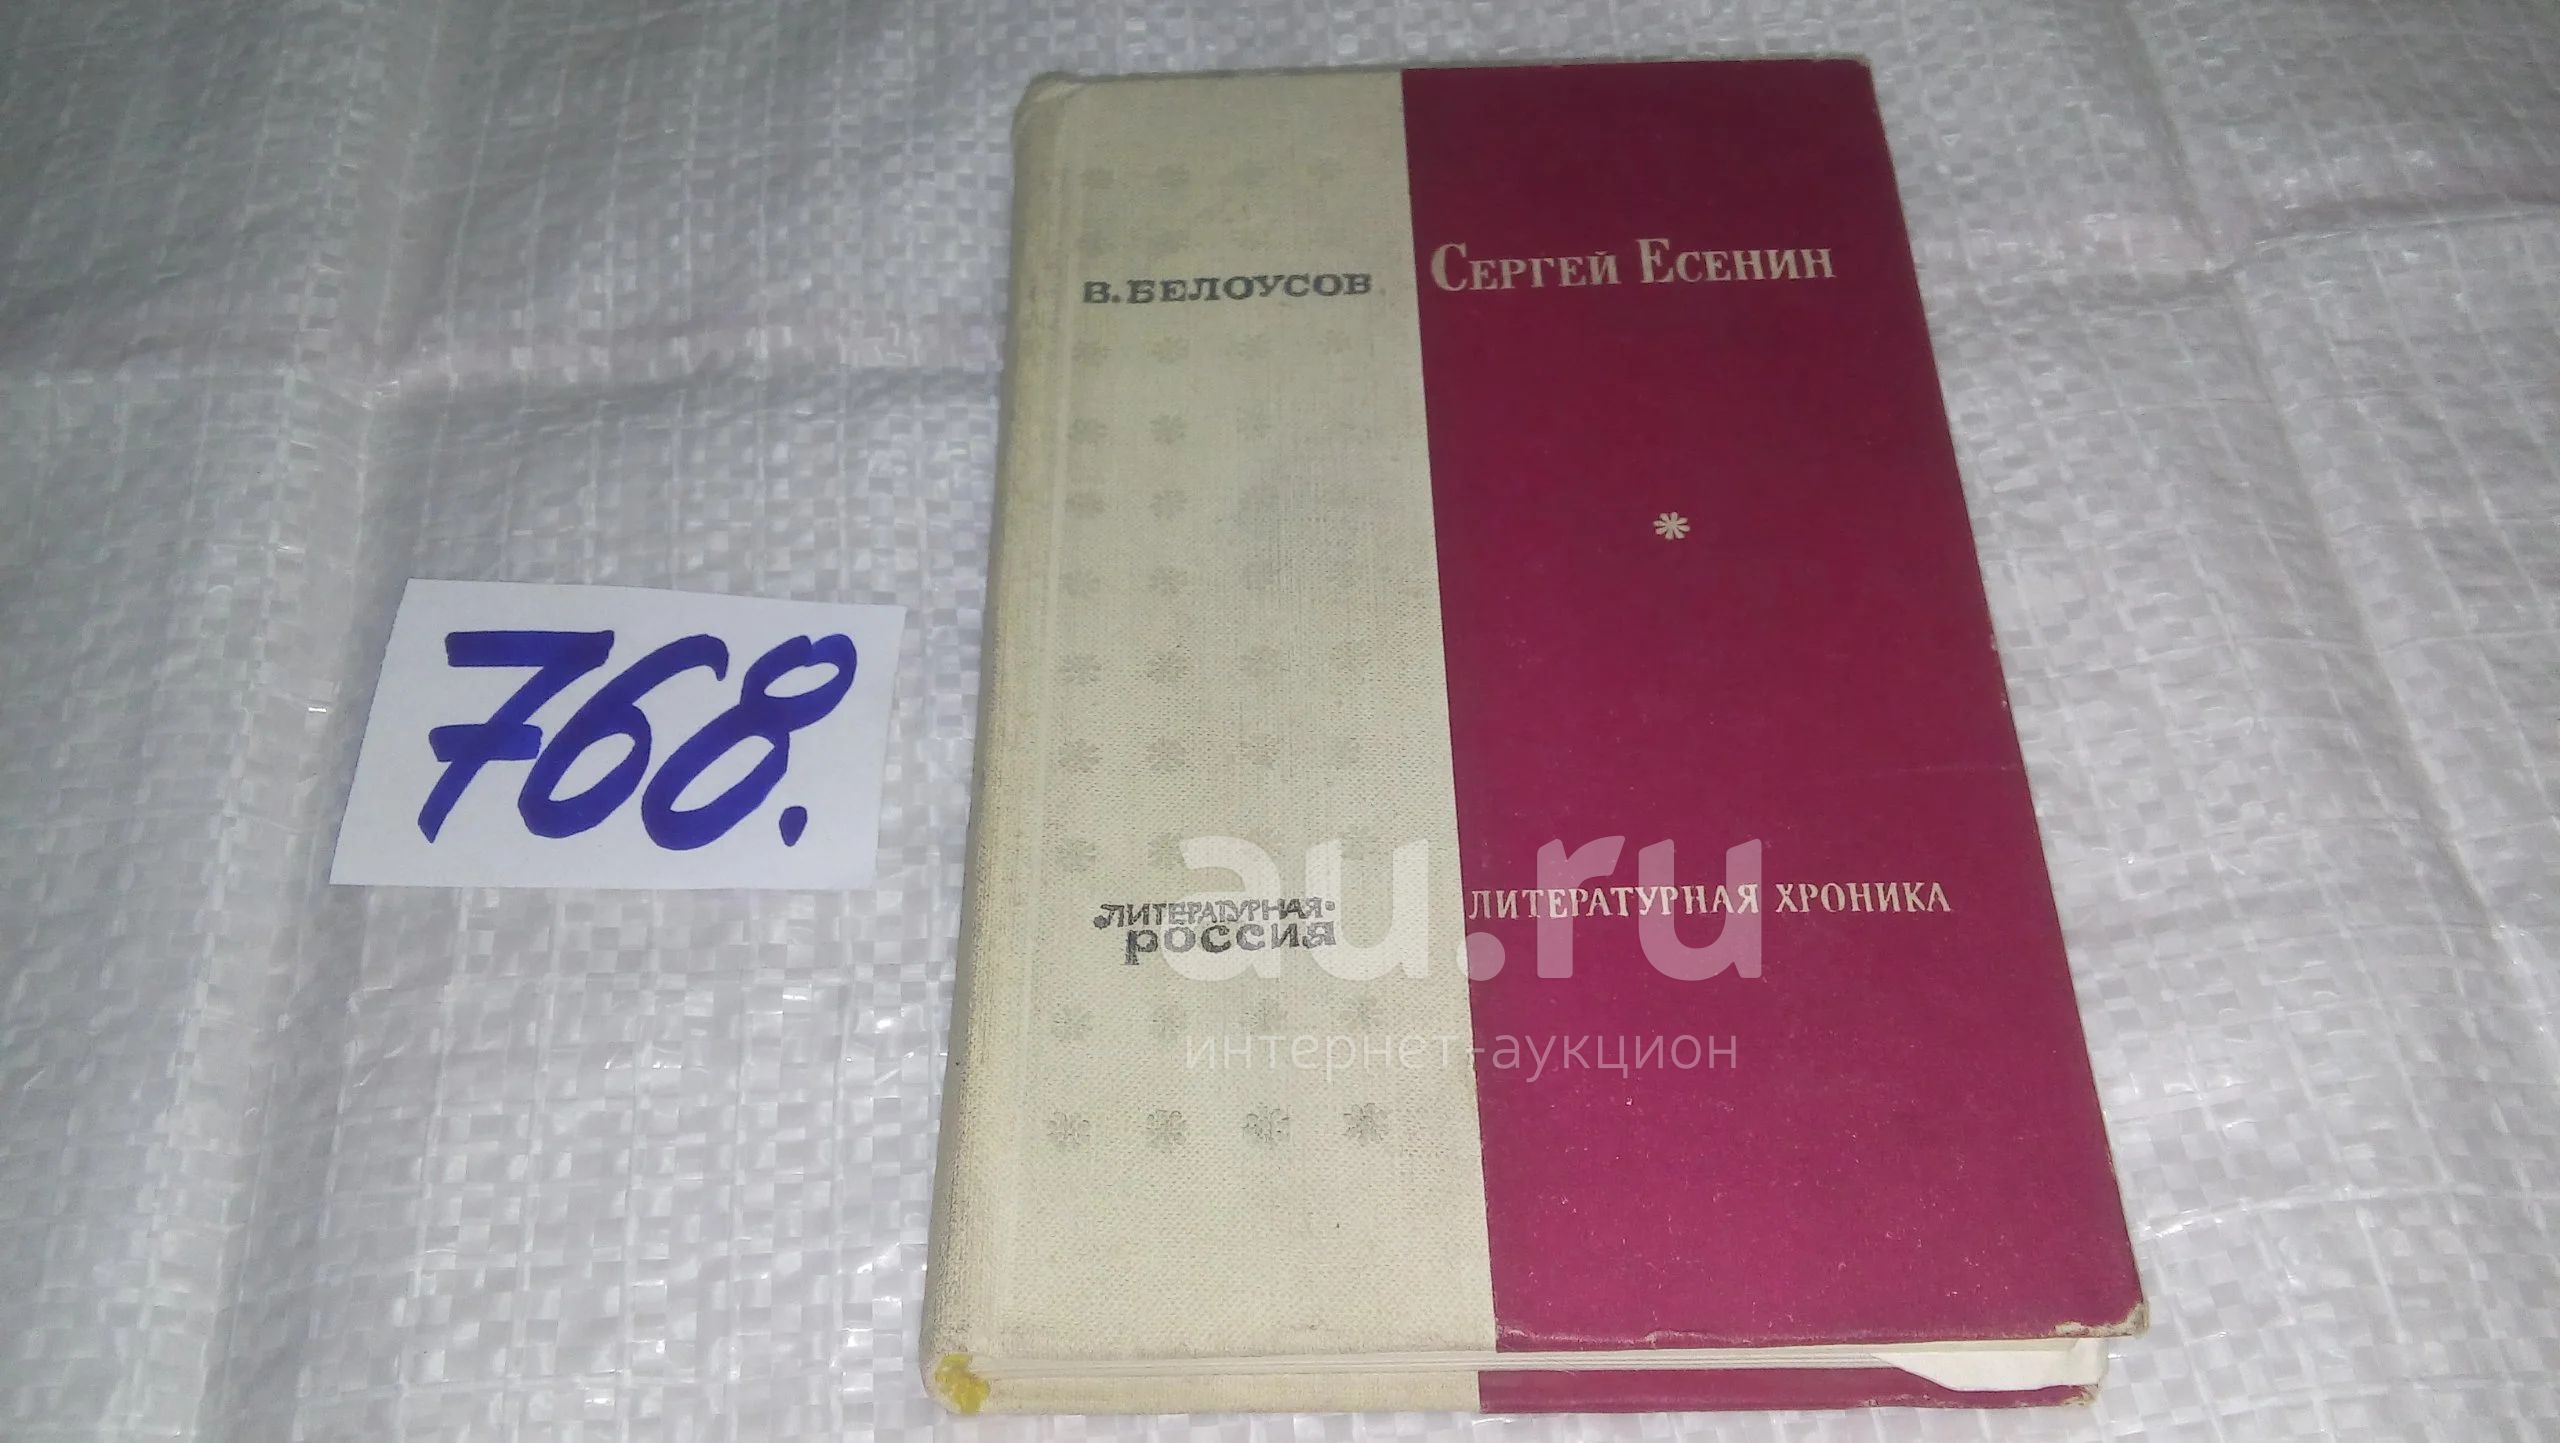 В. БЕЛОУСОВ
СЕРГЕЙ ЕСЕНИН
*
768.
ЛИТЕРАТУРНАЯ
РОССИЯ
ЛИТЕРАТУРНАЯ ХРОНИКА
au.ru
интернет-аукцион